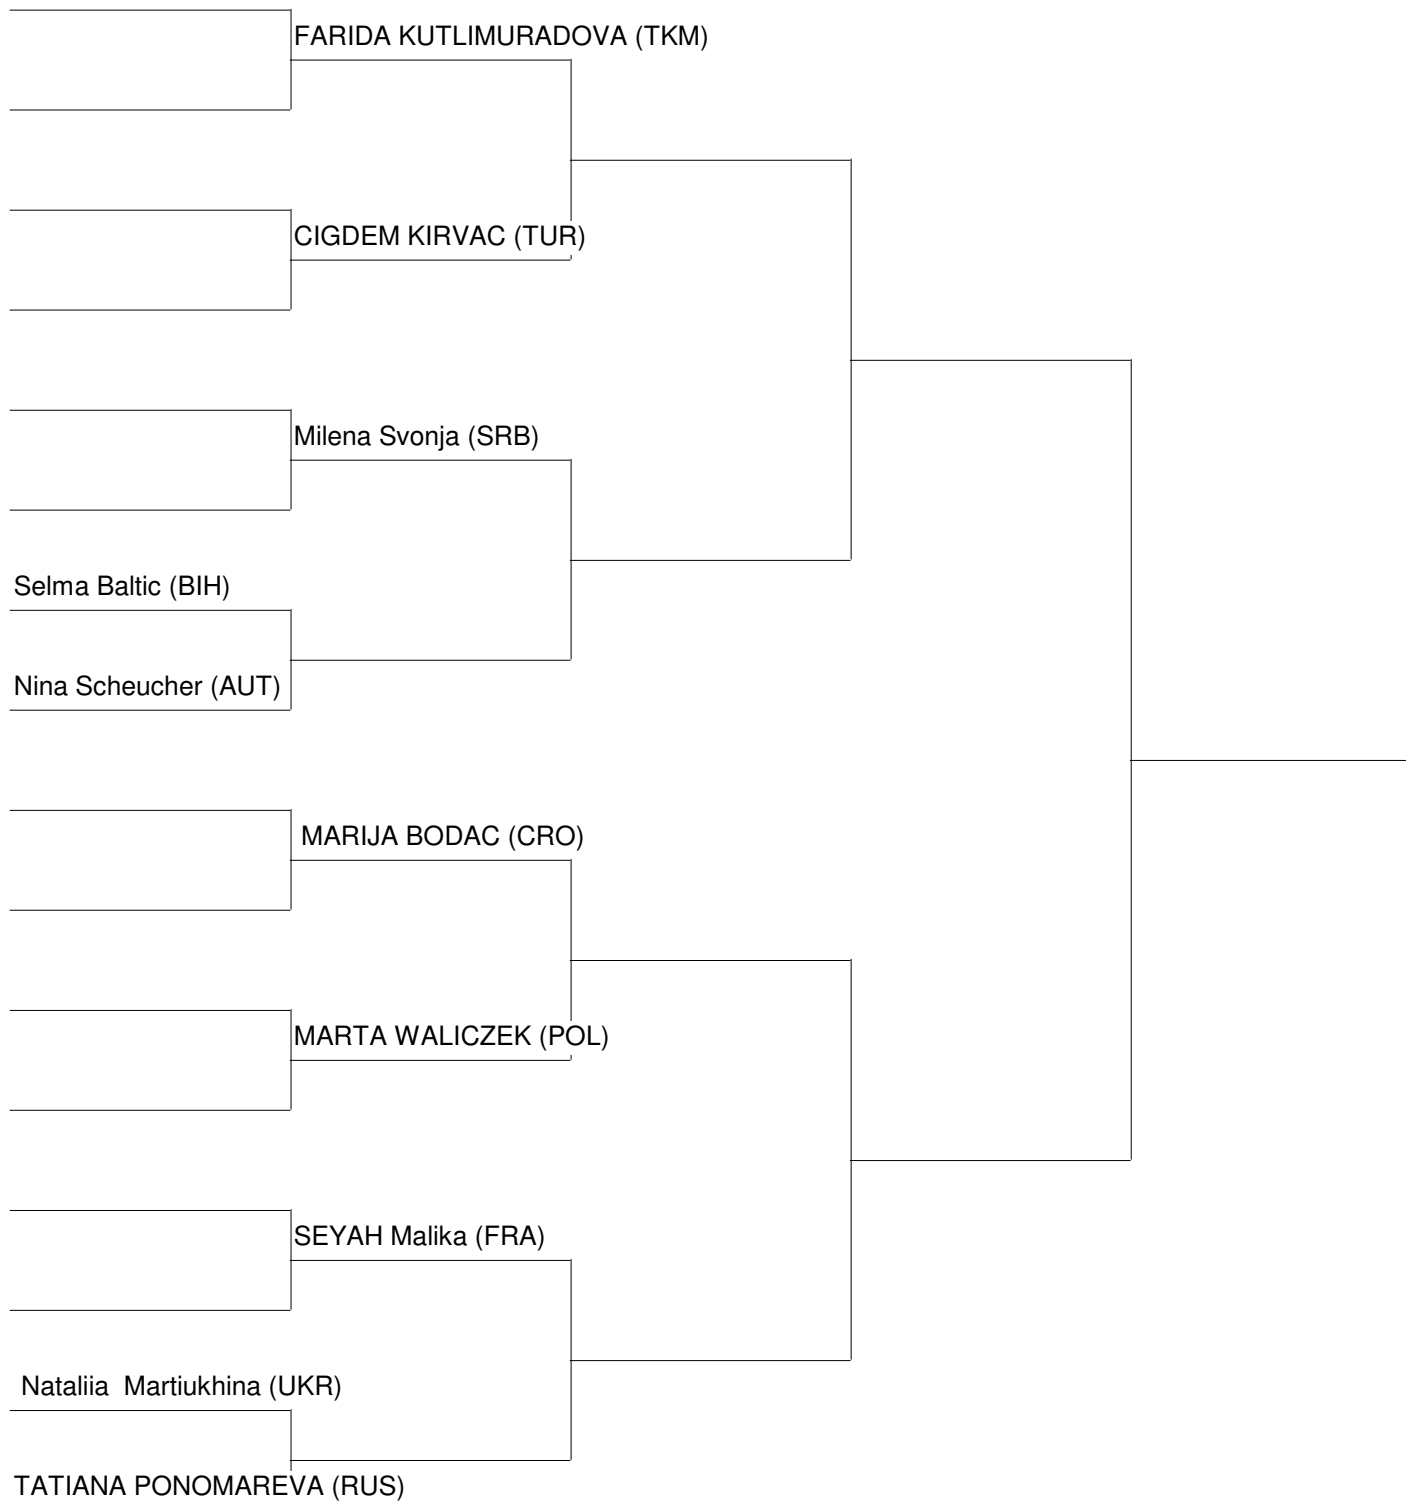 FARIDA KUTLIMURADOVA (TKM)
CIGDEM KIRVAC (TUR)
Milena Svonja (SRB)
Selma Baltic (BIH)
Nina Scheucher (AUT)
MARIJA BODAC (CRO)
MARTA WALICZEK (POL)
SEYAH Malika (FRA)
Nataliia  Martiukhina (UKR)
TATIANA PONOMAREVA (RUS)